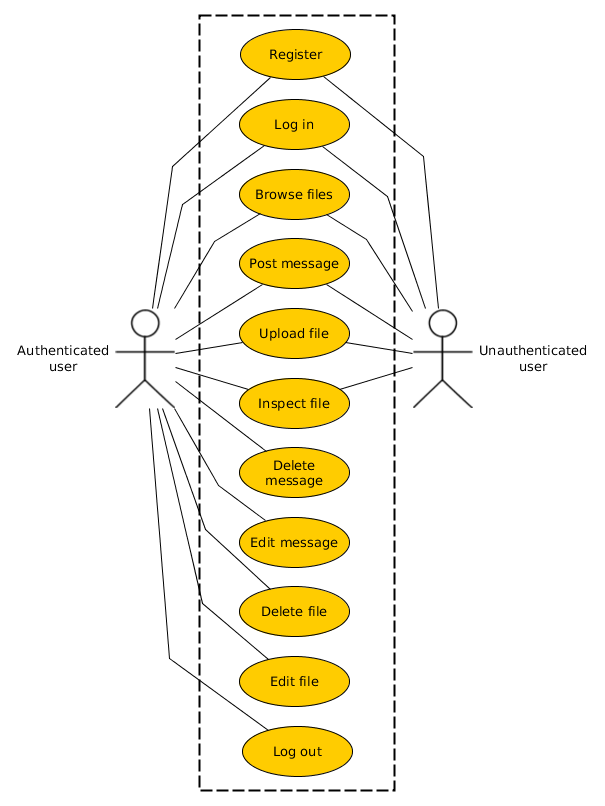 Register
Log in
Browse files
Post message
Upload file
Authenticated
user
Unauthenticated
user
Inspect file
Delete
message
Edit message
Delete file
Edit file
Log out